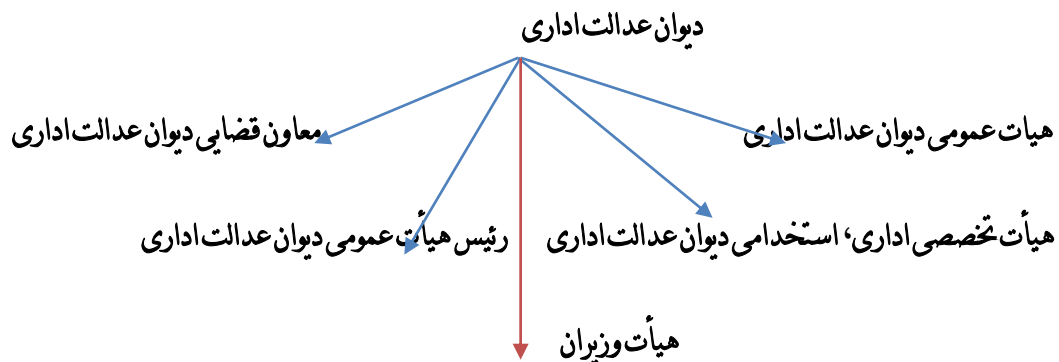 دیوان عدالت اداری
هیات عمومی دیوان عدالت اداری
معاون قضایی دیوان عدالت اداری
هیأت تخصصی اداری، استخدامی دیوان عدالت اداری
رئیس هیأت عمومی دیوان عدالت اداری
هیأت وزیران